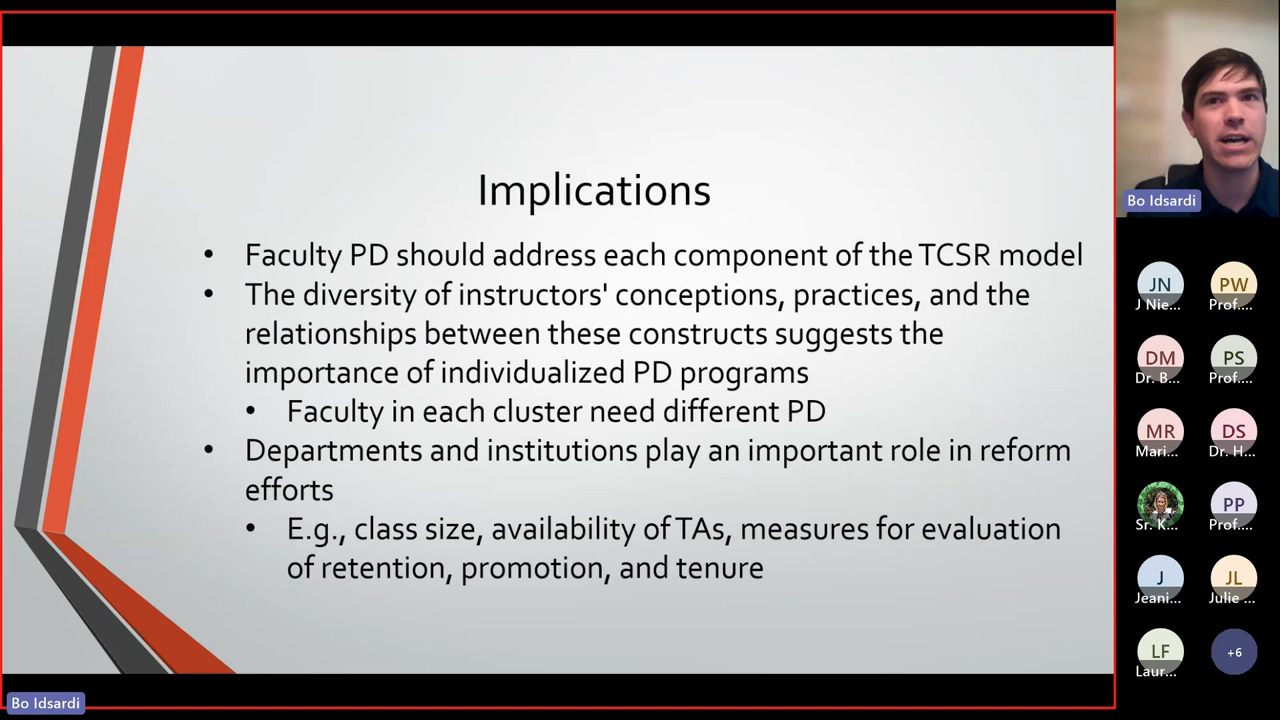 Implications
• Faculty PD should address each component of the TCSR model
• The diversity of instructors' conceptions, practices, and the
relationships between these constructs suggests the
importance of individualized PD programs
• Faculty in each cluster need different PD
• Departments and institutions play an important role in reform
efforts
• E.g., class size, availability of TAs, measures for evaluation
of retention, promotion, and tenure
Bo Idsardi
Bo Idsardi
JN
PW
J Nie...
Prof....
DM
PS
Dr. B...
Prof....
MR
DS
Mari...
Dr. H...
PP
Sr. K...
Prof....
J
JL
Jeani...
Julie ...
LF
+6
Laur...